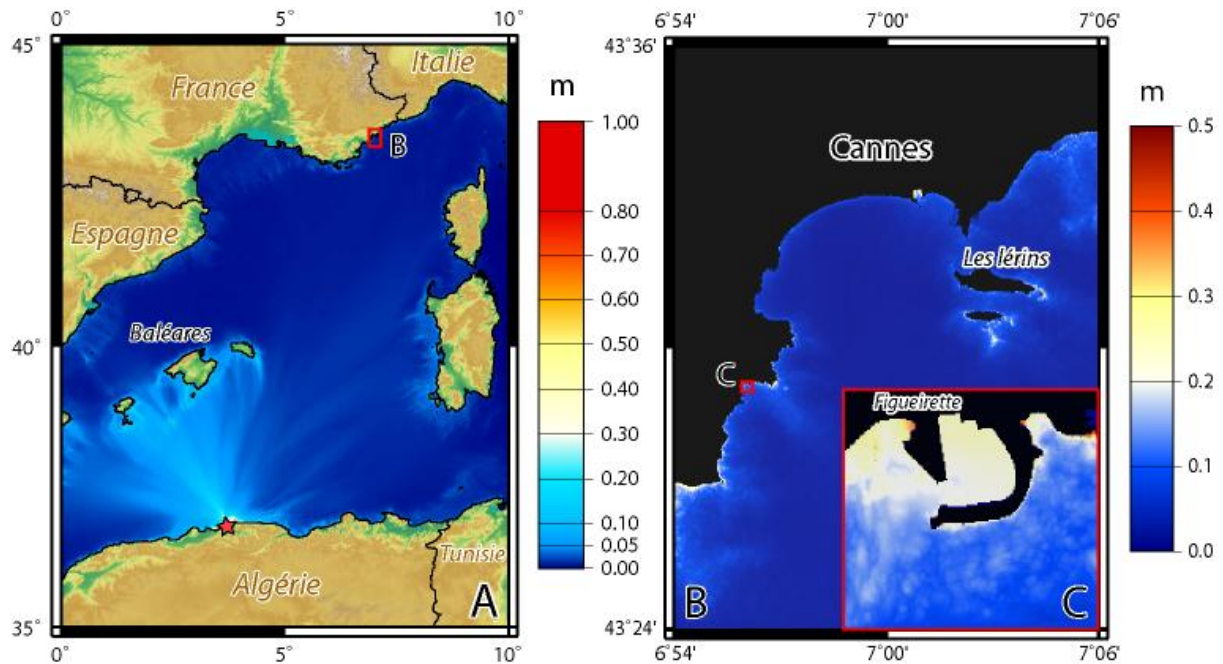 0°
5°
10°
45°
40°
35°
0°
5°
10°
France
Italie
B
Espagne
Baléares
Algérie
Tunisie
A
m
1.00
0.80
0.70
0.60
0.50
0.40
0.30
0.20
0.10
0.05
0.00
6°54'
7°00'
7°06'
43°36'
43°24'
6°54'
7°00'
7°06'
Cannes
Les lérins
C
Figueirette
B
C
m
0.5
0.4
0.3
0.2
0.1
0.0